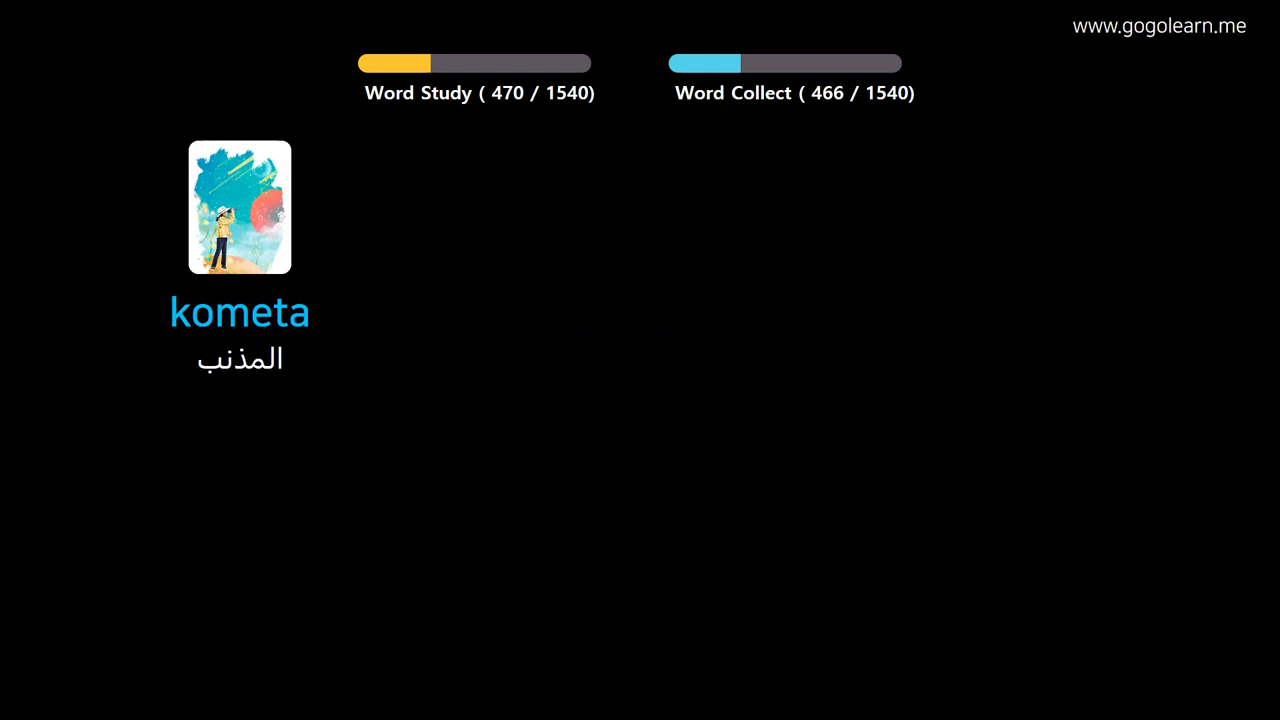 www.gogolearn.me
Word Study ( 470 / 1540)
Word Collect ( 466 / 1540)
kometa
المذنب